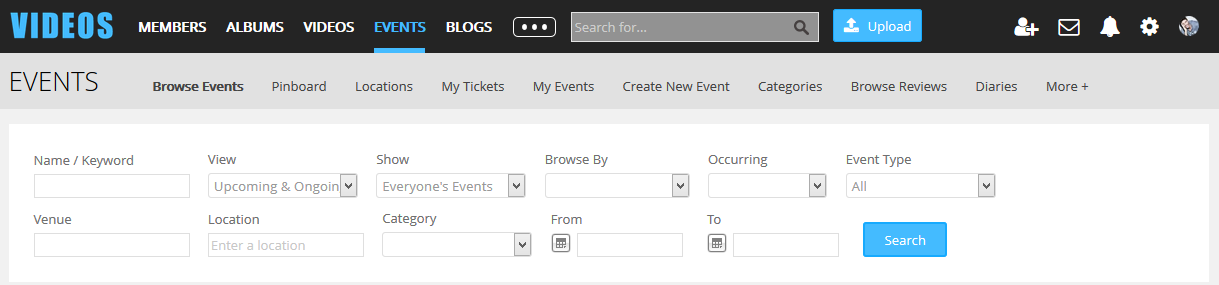 VIDEOS MEMBERS ALBUMS VIDEOS EVENTS BLOGS Search for... Upload
EVENTS Browse Events Pinboard Locations My Tickets My Events Create New Event Categories Browse Reviews Diaries More +
Name / Keyword View Show Browse By Occurring Event Type
Upcoming & Ongoin Everyone's Events All
Venue Location Category From To
Enter a location Search